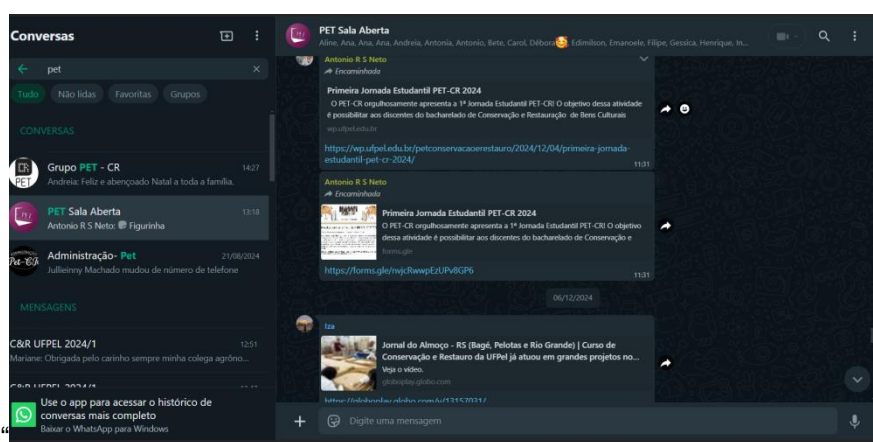 Conversas
pet
Tudo Não lidas Favoritas Grupos
CONVERSAS
CR
PET
Grupo PET - CR 14:27
Andreia: Feliz e abençoado Natal a toda a família.
PET Sala Aberta 13:18
Antonio R S Neto: Figurinha
Administração- Pet 21/08/2024
Jullieinny Machado mudou de número de telefone
MENSAGENS
C&R UFPEL 2024/1 12:51
Mariane: Obrigada pelo carinho sempre minha colega agrôno...
C&R UFPEL 2024/1
Use o app para acessar o histórico de
conversas mais completo
Baixar o WhatsApp para Windows
“
PET Sala Aberta
Aline, Ana, Ana, Ana, Andreia, Antonia, Antonio, Bete, Carol, Débora🥰, Edimilson, Emanoele, Filipe, Gessica, Henrique, In...
Antonio R S Neto
Encaminhada
Primeira Jornada Estudantil PET-CR 2024
O PET-CR orgulhosamente apresenta a 1ª Jornada Estudantil PET-CR! O objetivo dessa atividade
é possibilitar aos discentes do bacharelado de Conservação e Restauração de Bens Culturais
wp.ufpel.edu.br
https://wp.ufpel.edu.br/petconservacaoerestauro/2024/12/04/primeira-jornada-
estudantil-pet-cr-2024/ 11:31
Antonio R S Neto
Encaminhada
Primeira Jornada Estudantil PET-CR 2024
O PET-CR orgulhosamente apresenta a 1ª Jornada Estudantil PET-CR! O objetivo
dessa atividade é possibilitar aos discentes do bacharelado de Conservação e
forms.gle
https://forms.gle/nvjcRwwpEzUPv8GP6 11:31
06/12/2024
Iza
Jornal do Almoço - RS (Bagé, Pelotas e Rio Grande) | Curso de
Conservação e Restauro da UFPel já atuou em grandes projetos no...
Veja o vídeo.
globoplay.globo.com
https://globoplay.globo.com/v/13157031/
Digite uma mensagem